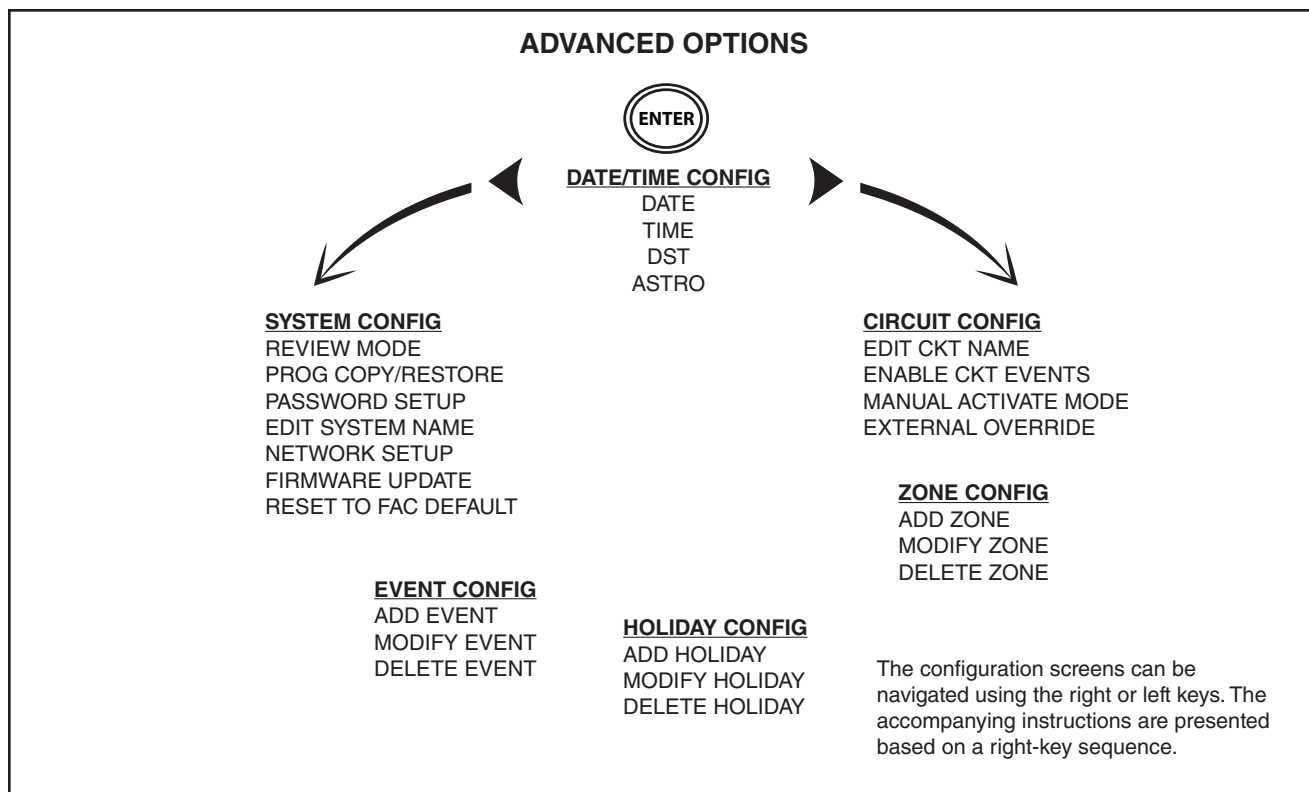 ADVANCED OPTIONS
ENTER
DATE/TIME CONFIG
DATE
TIME
DST
ASTRO
SYSTEM CONFIG
REVIEW MODE
PROG COPY/RESTORE
PASSWORD SETUP
EDIT SYSTEM NAME
NETWORK SETUP
FIRMWARE UPDATE
RESET TO FAC DEFAULT
CIRCUIT CONFIG
EDIT CKT NAME
ENABLE CKT EVENTS
MANUAL ACTIVATE MODE
EXTERNAL OVERRIDE
ZONE CONFIG
ADD ZONE
MODIFY ZONE
DELETE ZONE
EVENT CONFIG
ADD EVENT
MODIFY EVENT
DELETE EVENT
HOLIDAY CONFIG
ADD HOLIDAY
MODIFY HOLIDAY
DELETE HOLIDAY
The configuration screens can be
navigated using the right or left keys. The
accompanying instructions are presented
based on a right-key sequence.